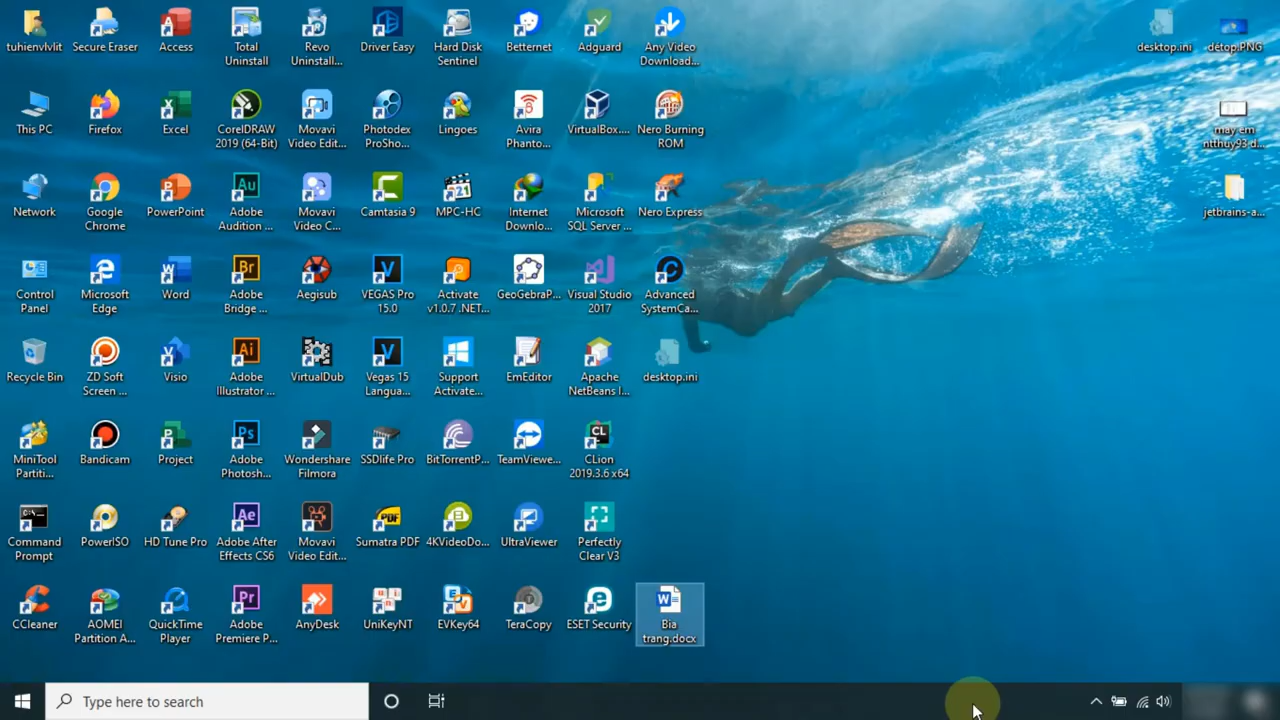 tuhienvlvlit
Secure Eraser
Access
Total
Uninstall
Revo
Uninstall...
Driver Easy
Hard Disk
Sentinel
Betternet
Adguard
Any Video
Download...
desktop.ini
détop.PNG
This PC
Firefox
Excel
CorelDRAW
2019 (64-Bit)
Movavi
Video Edit...
Photodex
ProSho...
Lingoes
Avira
Phanto...
VirtualBox....
Nero Burning
ROM
may em
ntthuy93 d...
Network
Google
Chrome
PowerPoint
Adobe
Audition ...
Movavi
Video C...
Camtasia 9
MPC-HC
Internet
Downlo...
Microsoft
SQL Server ...
Nero Express
jetbrains-a...
Control
Panel
Microsoft
Edge
Word
Adobe
Bridge ...
Aegisub
VEGAS Pro
15.0
Activate
v1.0.7 .NET...
GeoGebraP...
Visual Studio
2017
Advanced
SystemCa...
Recycle Bin
ZD Soft
Screen ...
Visio
Adobe
Illustrator ...
VirtualDub
Vegas 15
Langua...
Support
Activate...
EmEditor
Apache
NetBeans I...
desktop.ini
MiniTool
Partiti...
Bandicam
Project
Adobe
Photosh...
Wondershare
Filmora
SSDlife Pro
BitTorrentP...
TeamViewe...
CLion
2019.3.6 x64
Command
Prompt
PowerISO
HD Tune Pro
Adobe After
Effects CS6
Movavi
Video Edit...
Sumatra PDF
4KVideoDo...
UltraViewer
Perfectly
Clear V3
CCleaner
AOMEI
Partition A...
QuickTime
Player
Adobe
Premiere P...
AnyDesk
UniKeyNT
EVKey64
TeraCopy
ESET Security
Bia
trang.docx
Type here to search